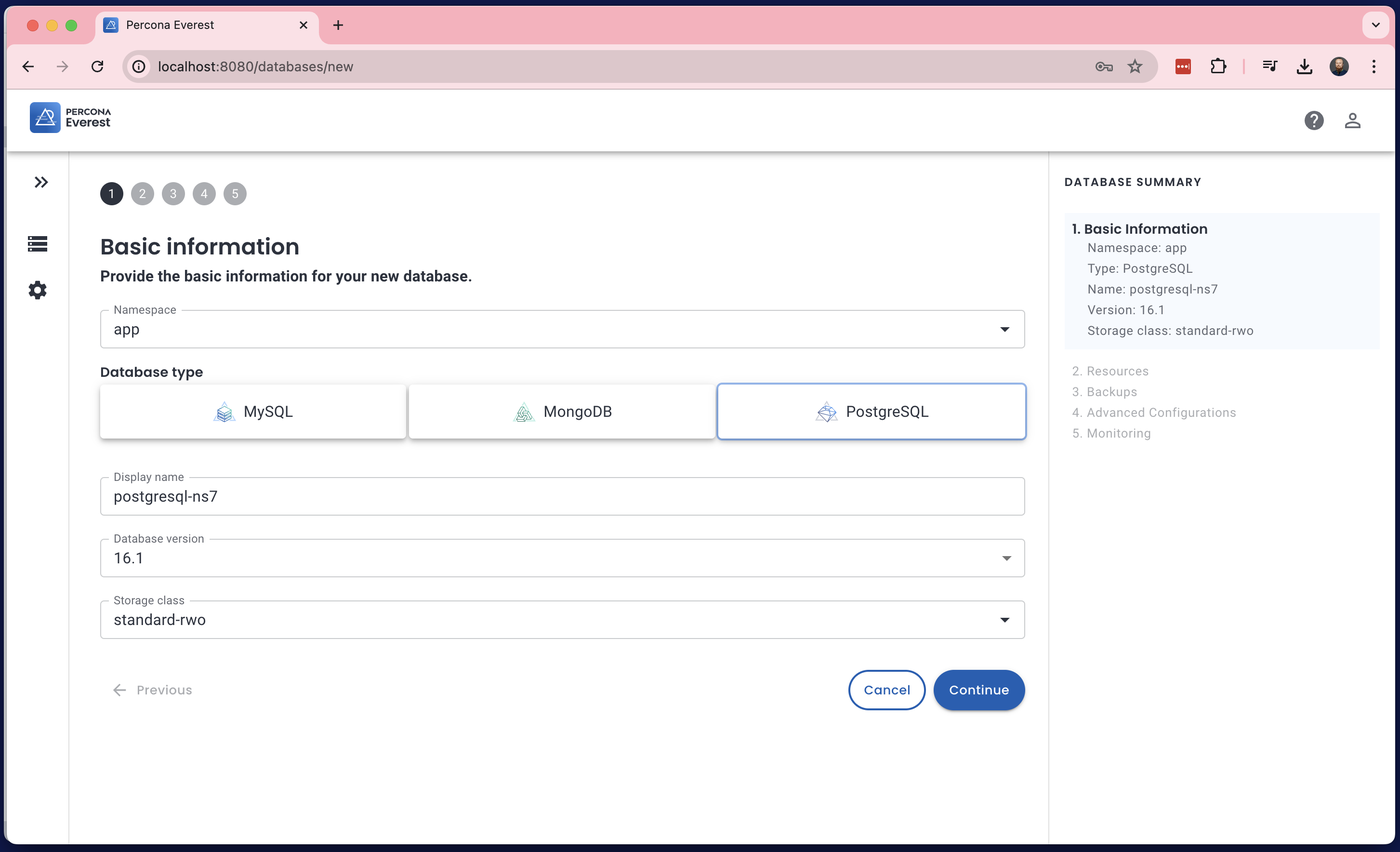 Percona Everest
localhost:8080/databases/new
PERCONA
Everest
1 2 3 4 5
Basic information
Provide the basic information for your new database.
Namespace
app
Database type
MySQL MongoDB PostgreSQL
Display name
postgresql-ns7
Database version
16.1
Storage class
standard-rwo
Previous Cancel Continue
DATABASE SUMMARY
1. Basic Information
Namespace: app
Type: PostgreSQL
Name: postgresql-ns7
Version: 16.1
Storage class: standard-rwo
2. Resources
3. Backups
4. Advanced Configurations
5. Monitoring